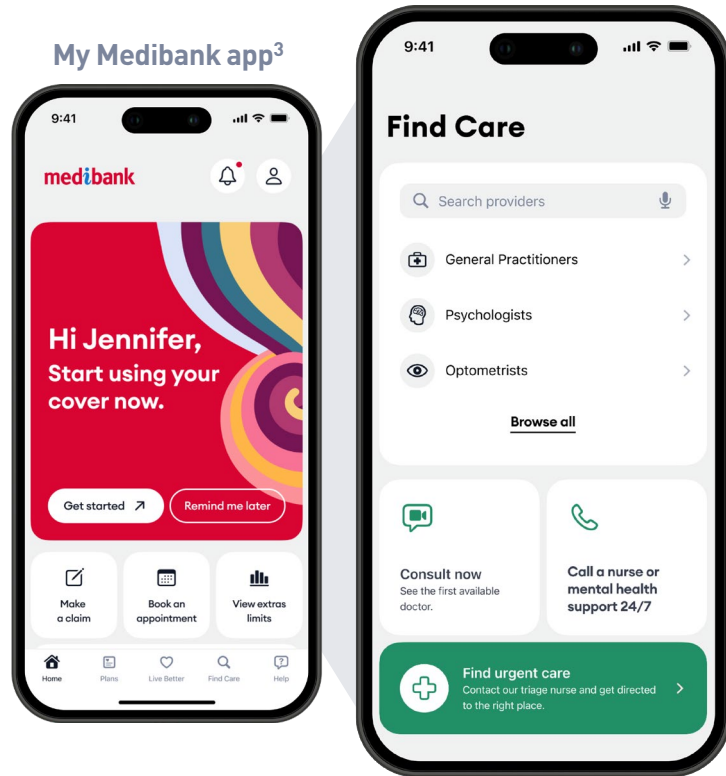 My Medibank app³
9:41
medibank
Hi Jennifer,
Start using your
cover now.
Get started
Remind me later
Make
a claim
Book an
appointment
View extras
limits
Home
Plans
Live Better
Find Care
Help
9:41
Find Care
Search providers
General Practitioners
Psychologists
Optometrists
Browse all
Consult now
See the first available
doctor.
Call a nurse or
mental health
support 24/7
Find urgent care
Contact our triage nurse and get directed
to the right place.